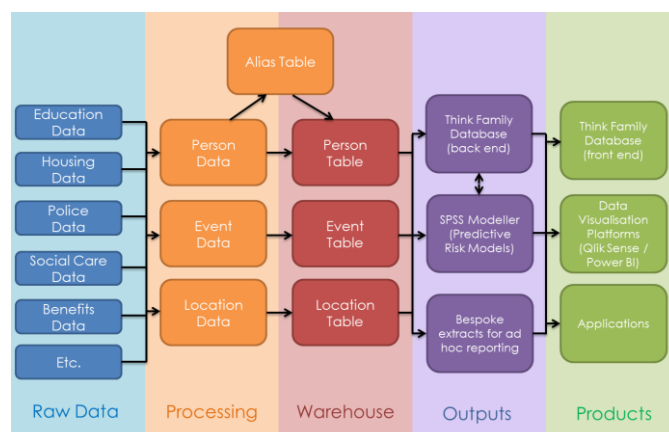 Alias Table
Education
Data
Housing
Data
Police
Data
Social Care
Data
Benefits
Data
Etc.
Person
Data
Event
Data
Location
Data
Person
Table
Event
Table
Location
Table
Think Family
Database
(back end)
SPSS Modeller
(Predictive
Risk Models)
Bespoke
extracts for ad
hoc reporting
Think Family
Database
(front end)
Data
Visualisation
Platforms
(Qlik Sense /
Power BI)
Applications
Raw Data
Processing
Warehouse
Outputs
Products